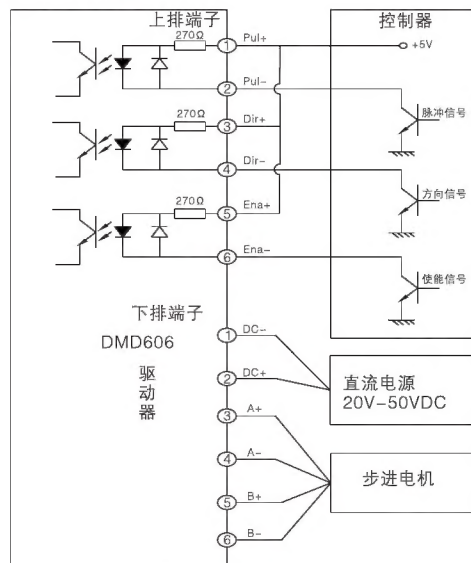 上排端子
控制器
270Ω
1
Pul+
+5V
2
Pul-
脉冲信号
270Ω
3
Dir+
4
Dir-
方向信号
270Ω
5
Ena+
6
Ena-
使能信号
下排端子
DMD606
驱动器
1
DC-
2
DC+
直流电源
20V-50VDC
3
A+
4
A-
步进电机
5
B+
6
B-